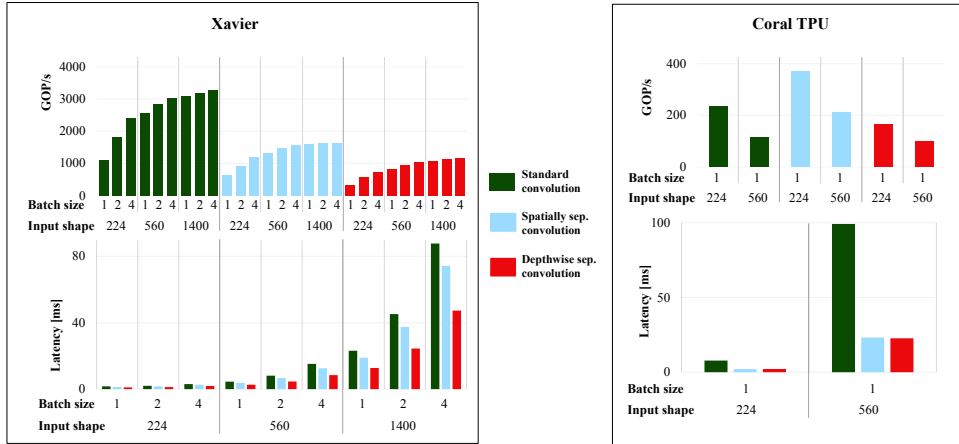 Xavier
GOP/s
4000
3000
2000
1000
0
Batch size 1 2 4 1 2 4 1 2 4 1 2 4 1 2 4 1 2 4 1 2 4 1 2 4 1 2 4
Input shape 224 560 1400 224 560 1400 224 560 1400
Latency [ms]
80
40
0
Batch size 1 2 4 1 2 4 1 2 4
Input shape 224 560 1400
Standard
convolution
Spatially sep.
convolution
Depthwise sep.
convolution
Coral TPU
GOP/s
400
200
0
Batch size 1 1 1 1 1 1
Input shape 224 560 224 560 224 560
Latency [ms]
100
50
0
Batch size 1 1
Input shape 224 560